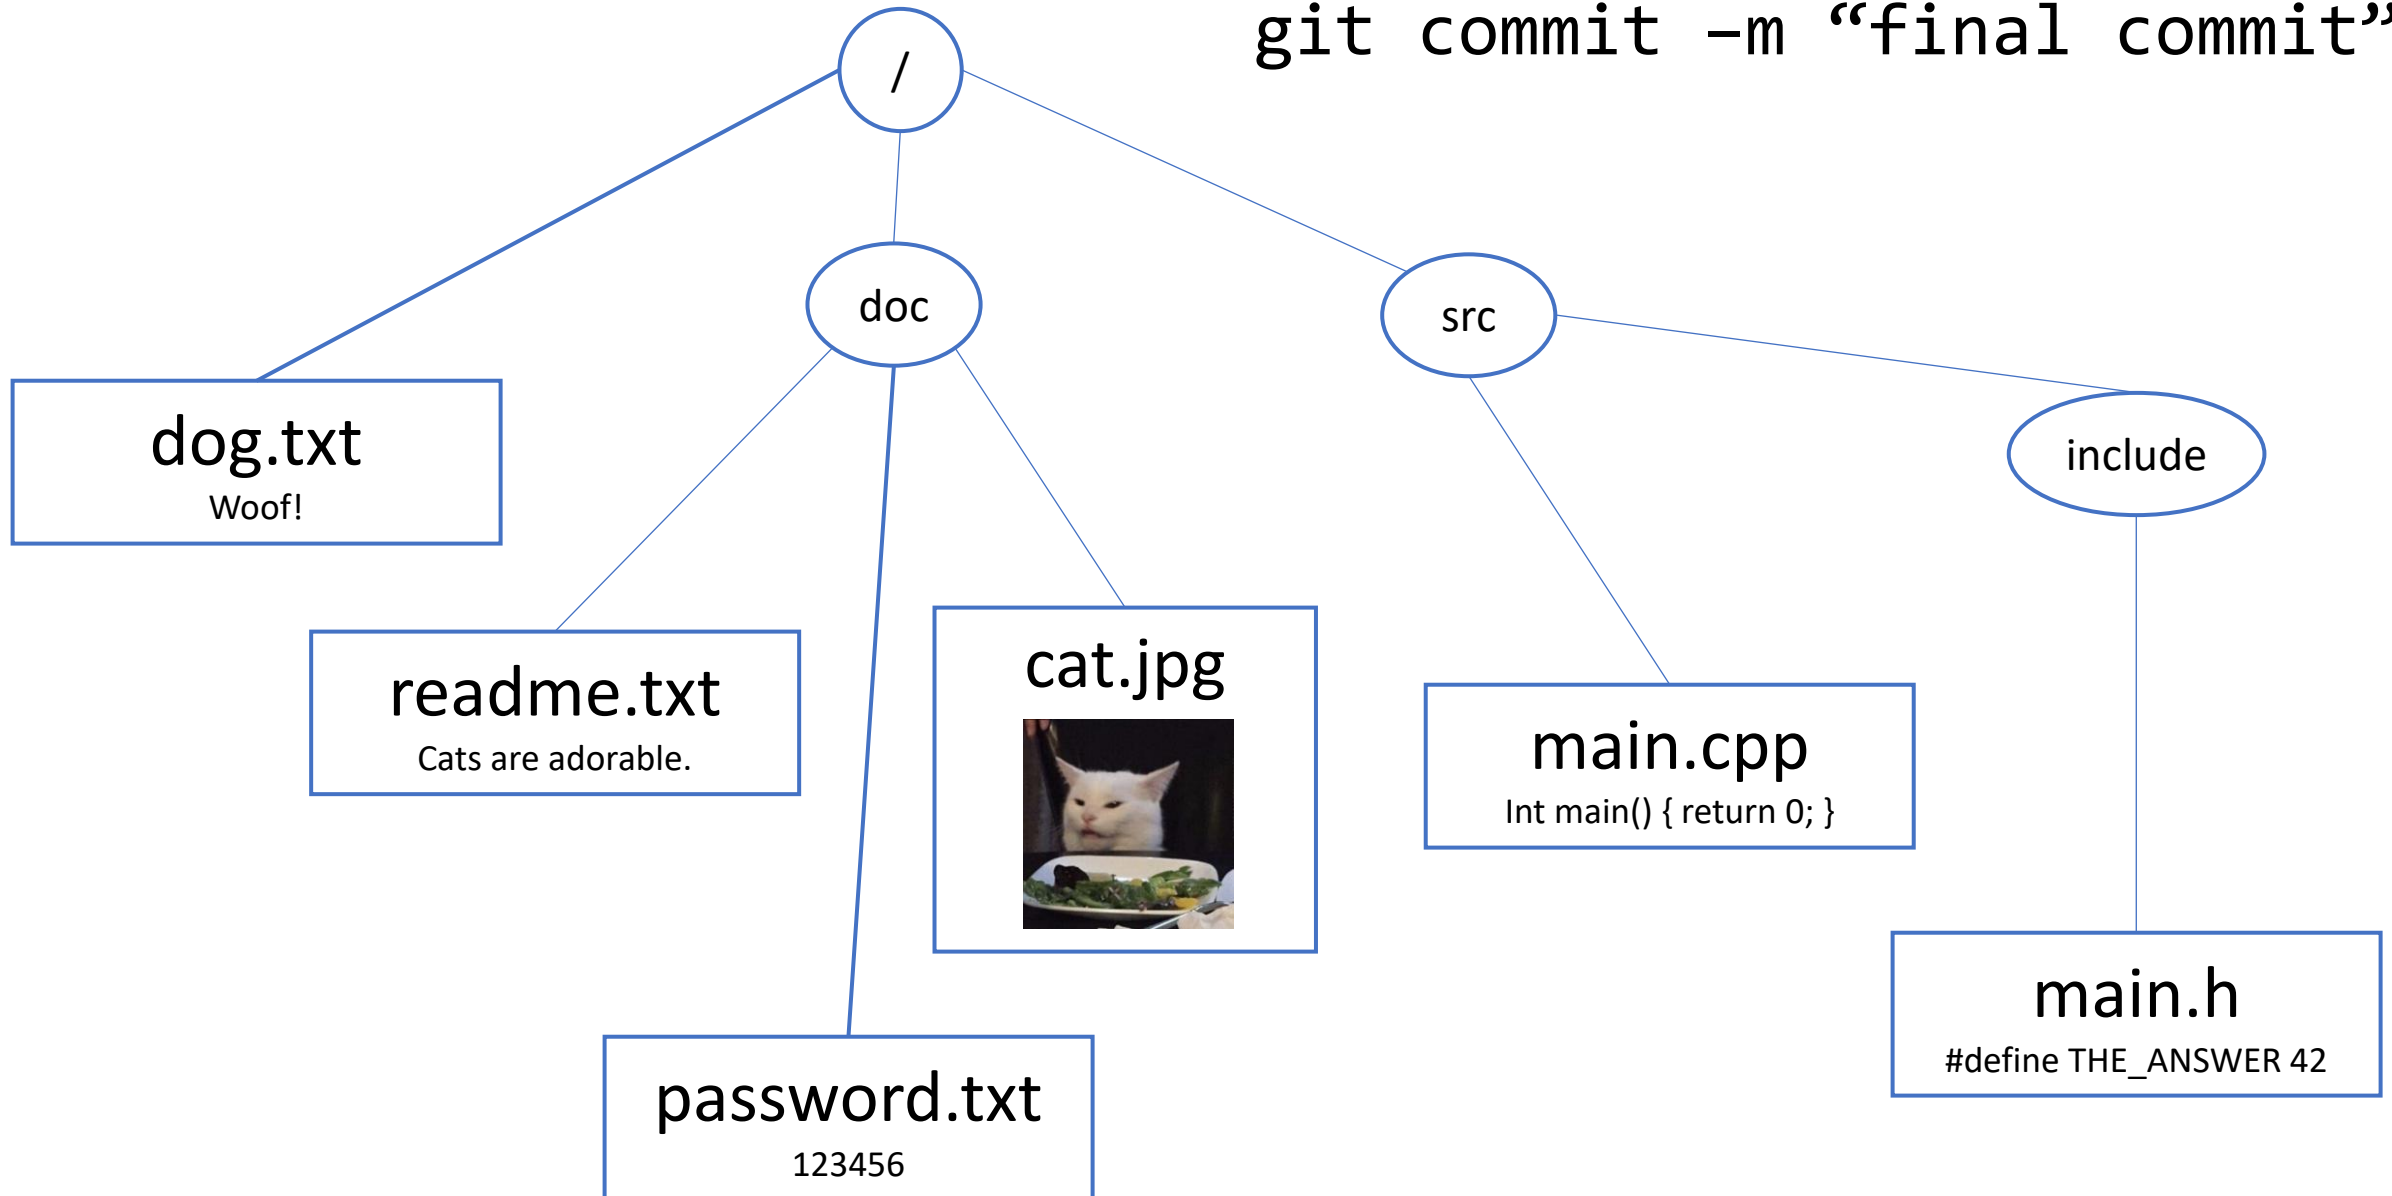 git commit –m “final commit”
/
doc
src
dog.txt
Woof!
include
readme.txt
Cats are adorable.
cat.jpg
main.cpp
Int main() { return 0; }
main.h
#define THE_ANSWER 42
password.txt
123456